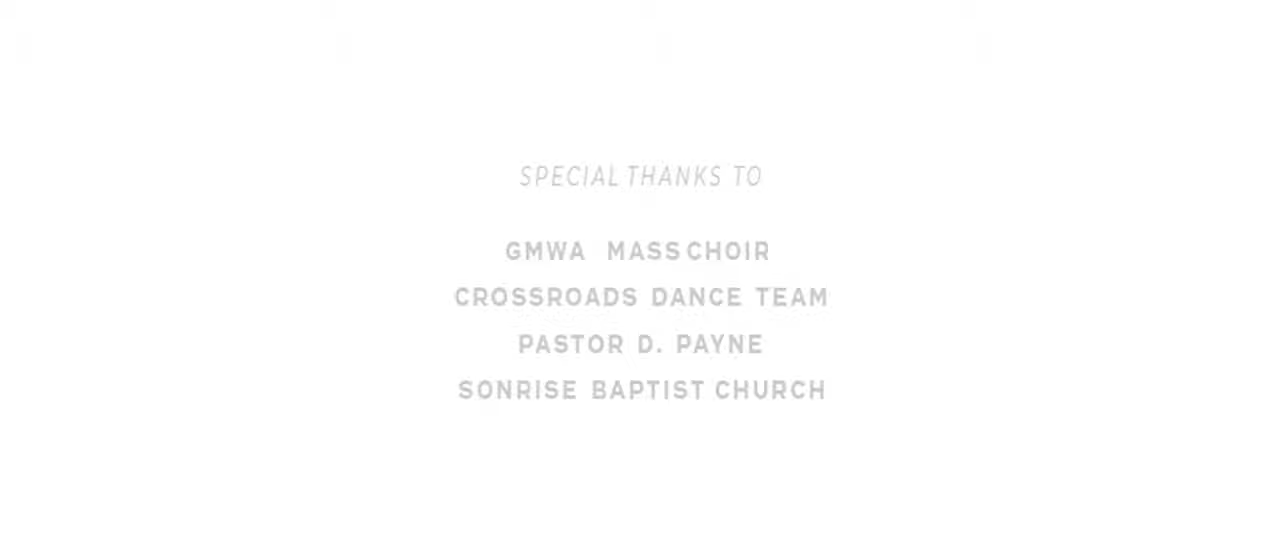 SPECIAL THANKS TO
GMWA MASS CHOIR
CROSSROADS DANCE TEAM
PASTOR D. PAYNE
SONRISE BAPTIST CHURCH